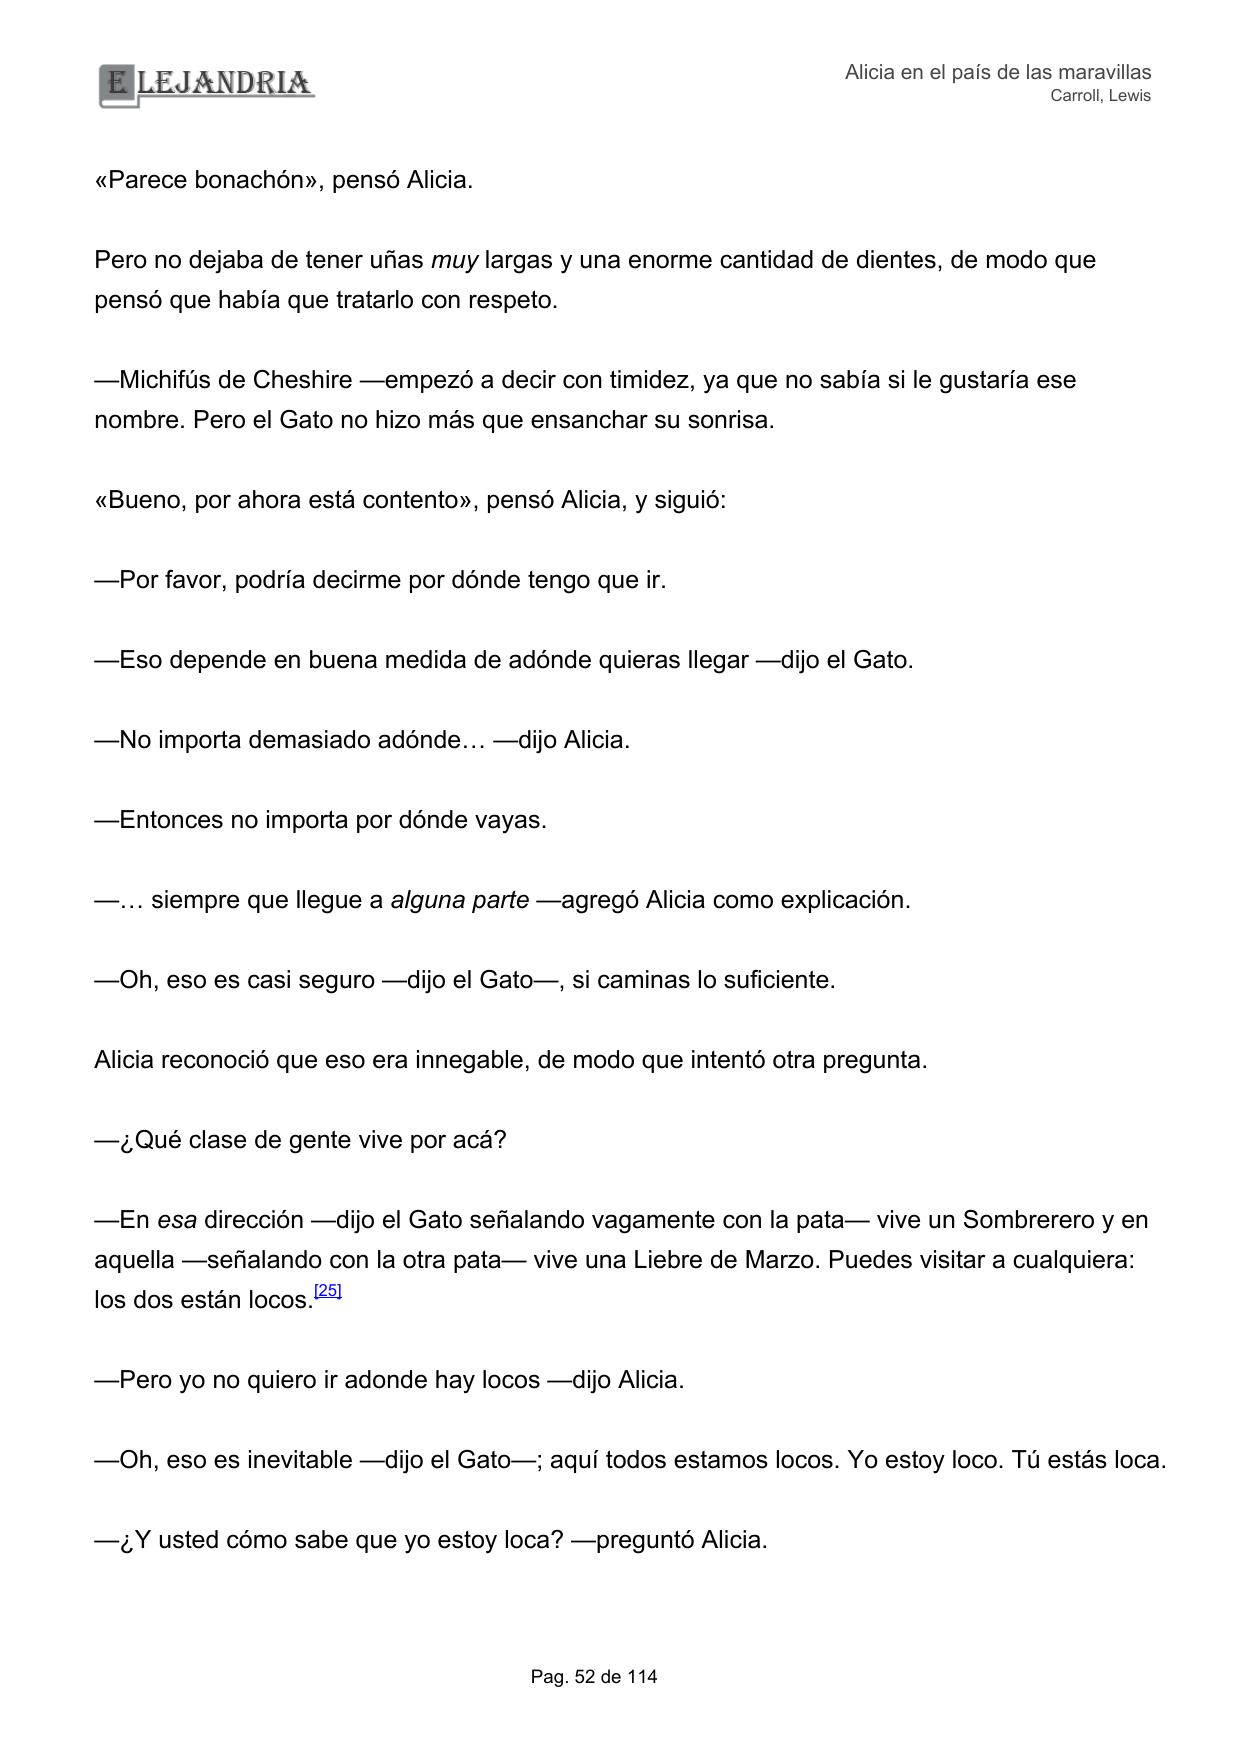 ELEJANDRIA
Alicia en el país de las maravillas
Carroll, Lewis
«Parece bonachón», pensó Alicia.
Pero no dejaba de tener uñas muy largas y una enorme cantidad de dientes, de modo que
pensó que había que tratarlo con respeto.
—Michifús de Cheshire —empezó a decir con timidez, ya que no sabía si le gustaría ese
nombre. Pero el Gato no hizo más que ensanchar su sonrisa.
«Bueno, por ahora está contento», pensó Alicia, y siguió:
—Por favor, podría decirme por dónde tengo que ir.
—Eso depende en buena medida de adónde quieras llegar —dijo el Gato.
—No importa demasiado adónde… —dijo Alicia.
—Entonces no importa por dónde vayas.
—… siempre que llegue a alguna parte —agregó Alicia como explicación.
—Oh, eso es casi seguro —dijo el Gato—, si caminas lo suficiente.
Alicia reconoció que eso era innegable, de modo que intentó otra pregunta.
—¿Qué clase de gente vive por acá?
—En esa dirección —dijo el Gato señalando vagamente con la pata— vive un Sombrerero y en
aquella —señalando con la otra pata— vive una Liebre de Marzo. Puedes visitar a cualquiera:
los dos están locos.[25]
—Pero yo no quiero ir adonde hay locos —dijo Alicia.
—Oh, eso es inevitable —dijo el Gato—; aquí todos estamos locos. Yo estoy loco. Tú estás loca.
—¿Y usted cómo sabe que yo estoy loca? —preguntó Alicia.
Pag. 52 de 114